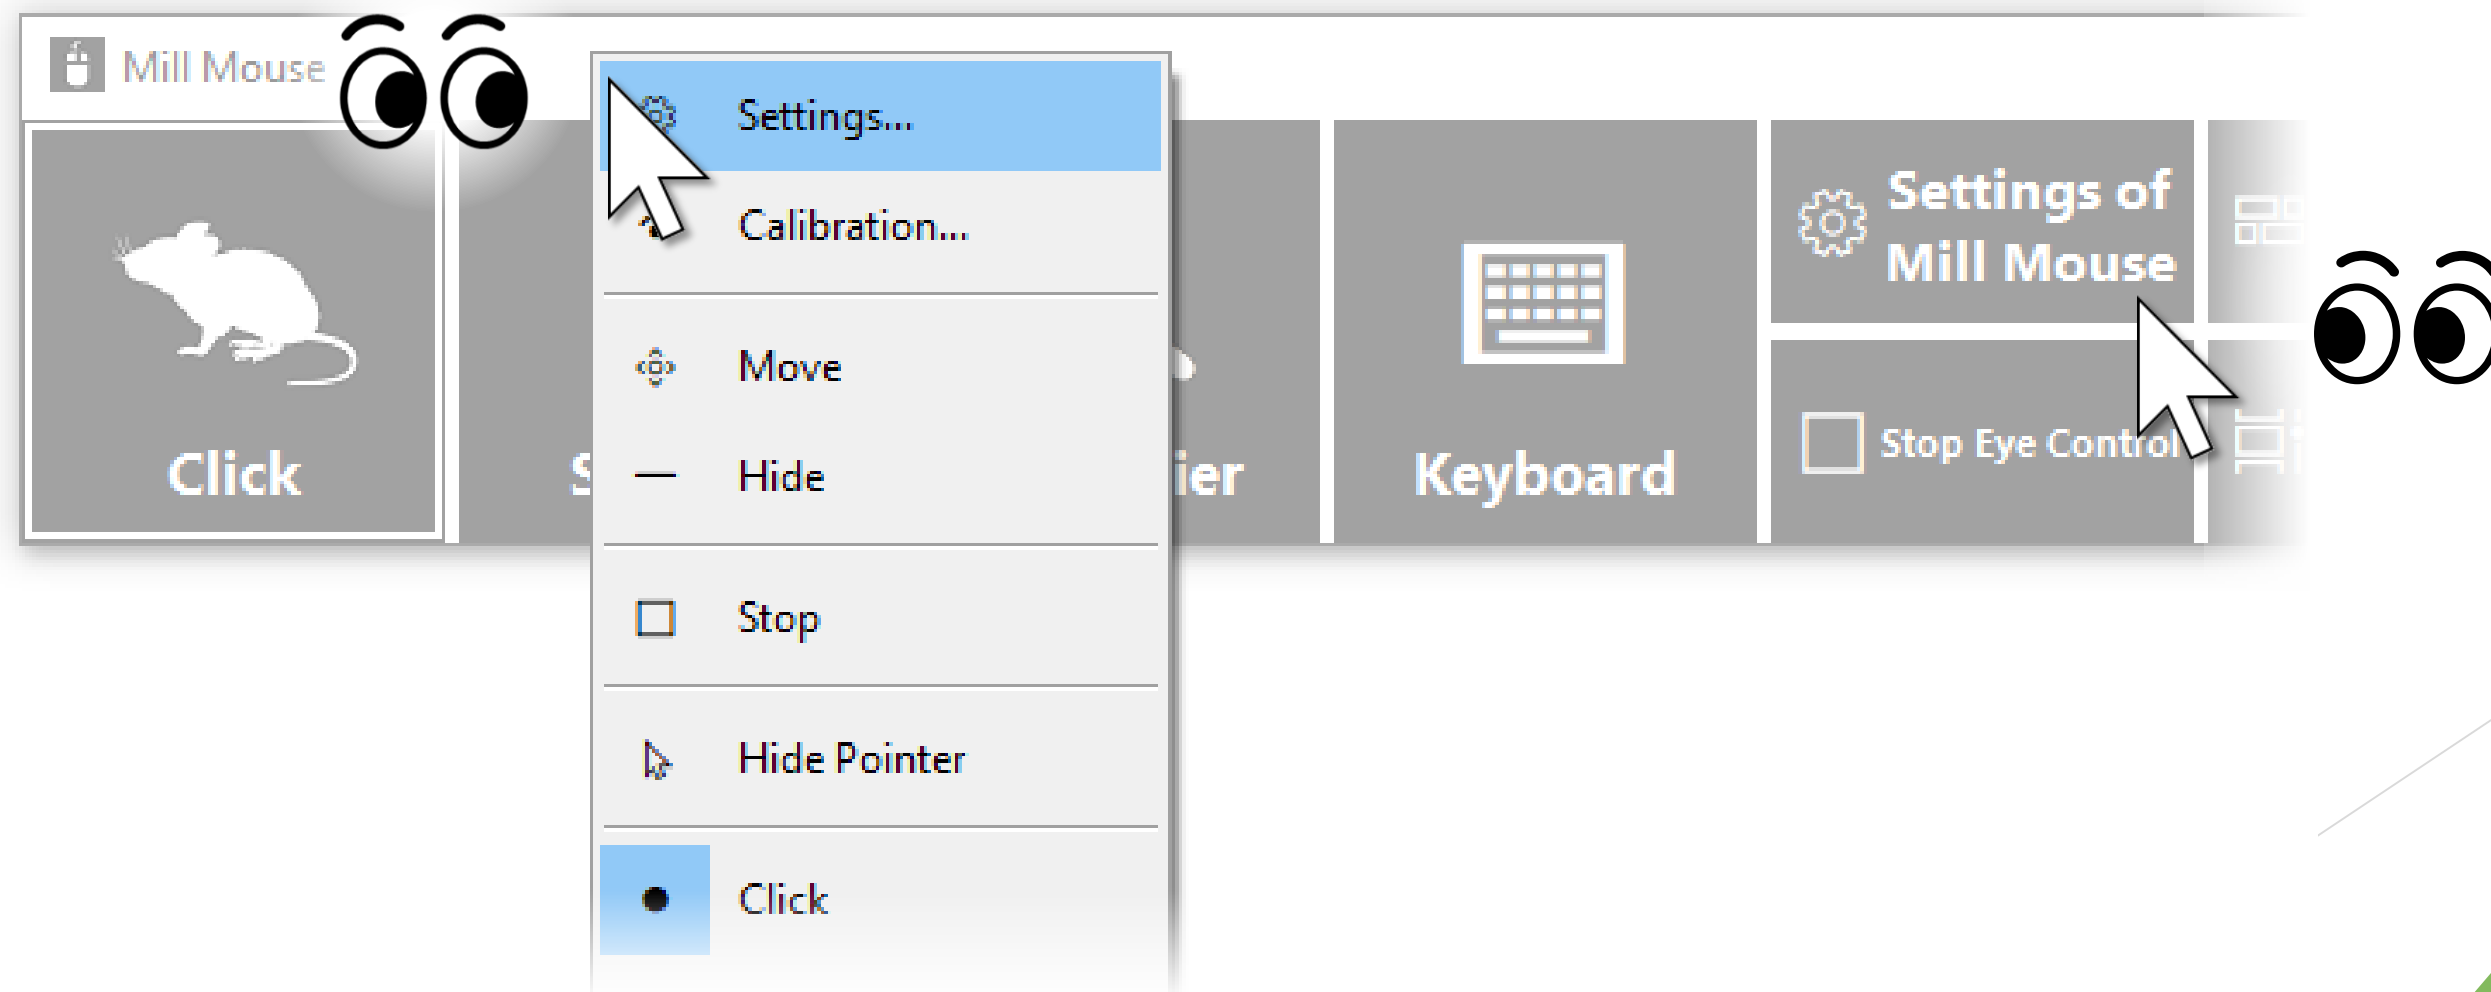 Mill Mouse
Settings...
Calibration...
Move
Hide
Stop
Hide Pointer
Click
Click
Keyboard
Settings of
Mill Mouse
Stop Eye Control